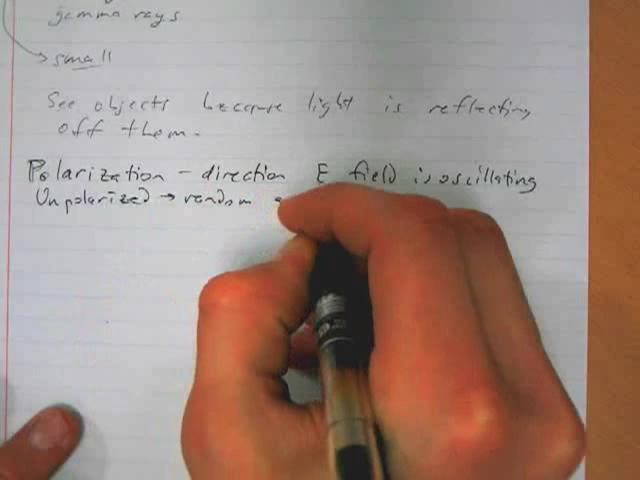 gamma rays
small
See objects because light is reflecting
off them.
Polarization - direction E field is oscillating
Unpolarized → random